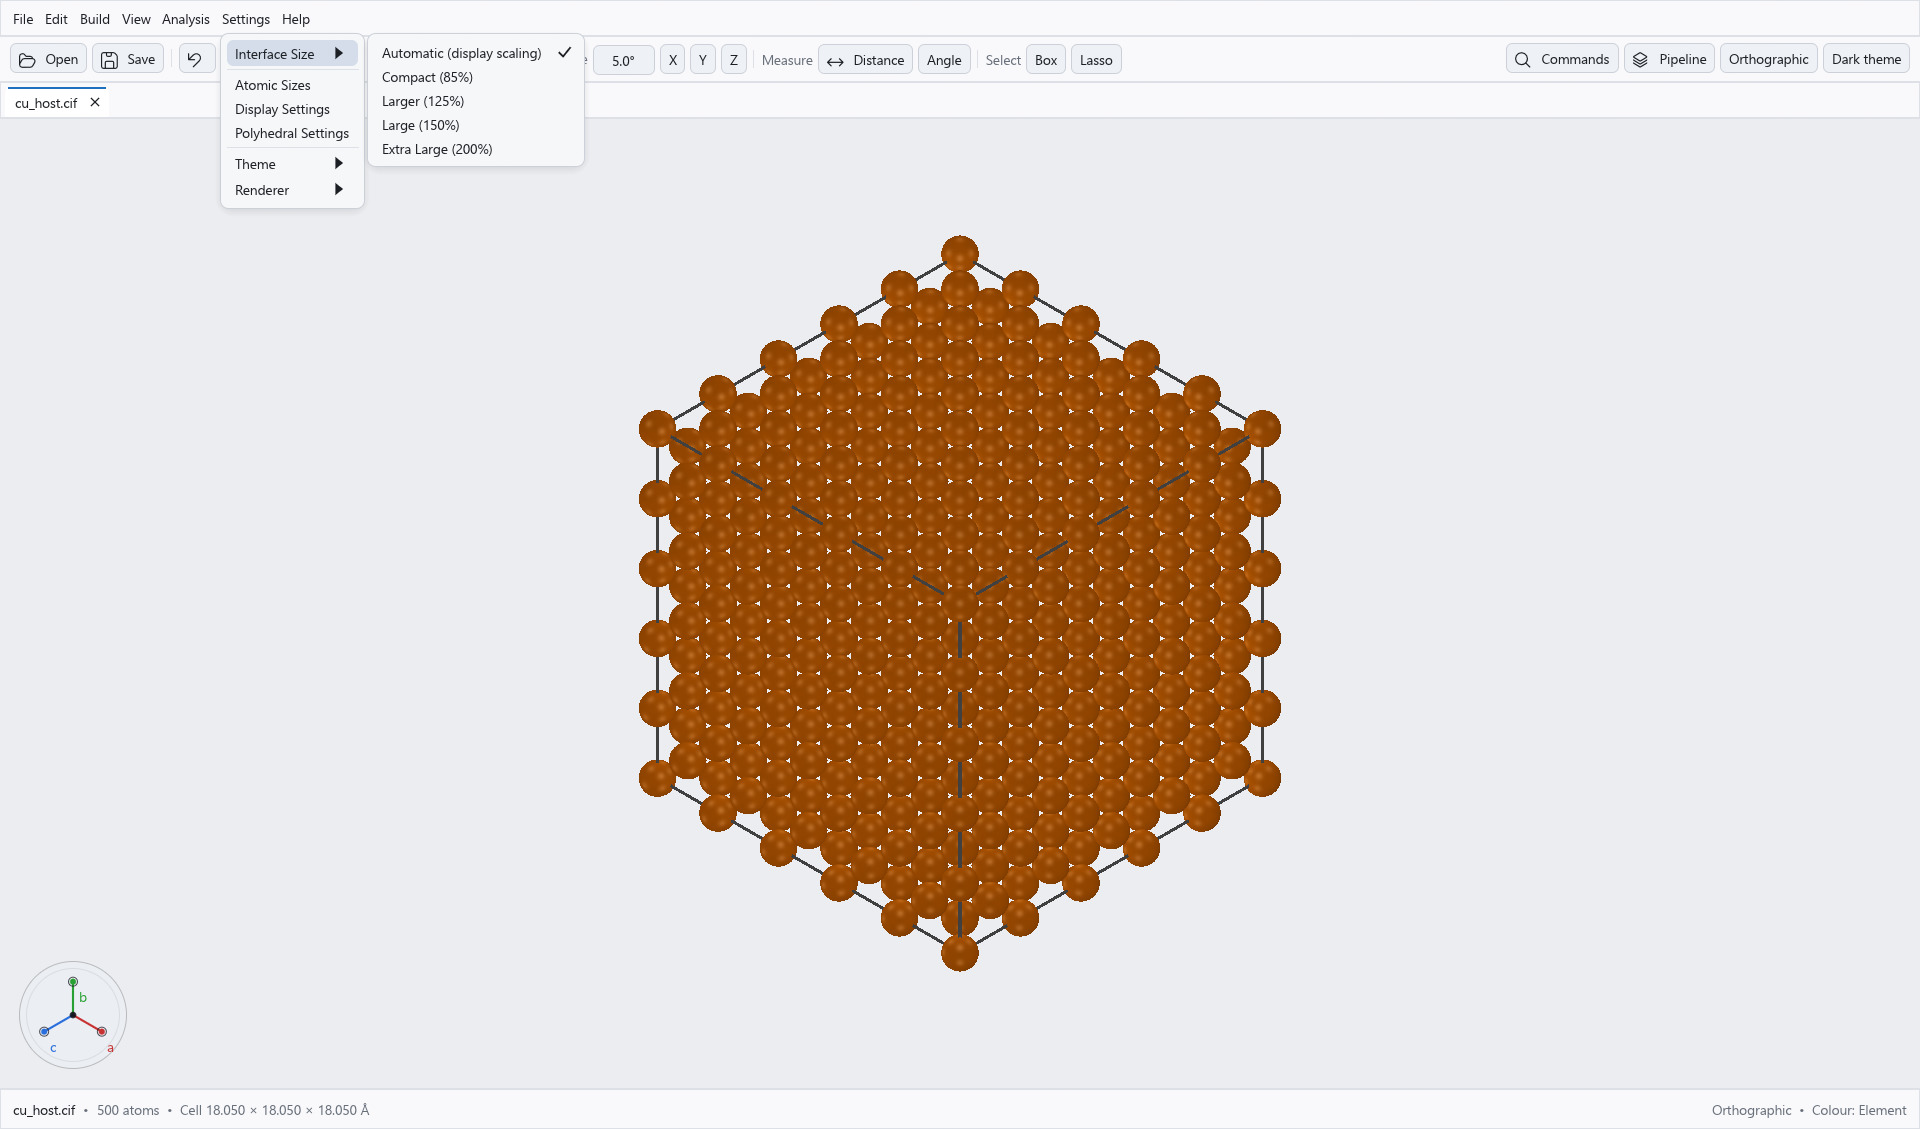 File Edit Build View Analysis Settings Help
Open Save 5.0° X Y Z Measure Distance Angle Select Box Lasso Commands Pipeline Orthographic Dark theme
cu_host.cif
Interface Size
Atomic Sizes
Display Settings
Polyhedral Settings
Theme
Renderer
Automatic (display scaling)
Compact (85%)
Larger (125%)
Large (150%)
Extra Large (200%)
b
c
a
cu_host.cif • 500 atoms • Cell 18.050 × 18.050 × 18.050 Å
Orthographic • Colour: Element